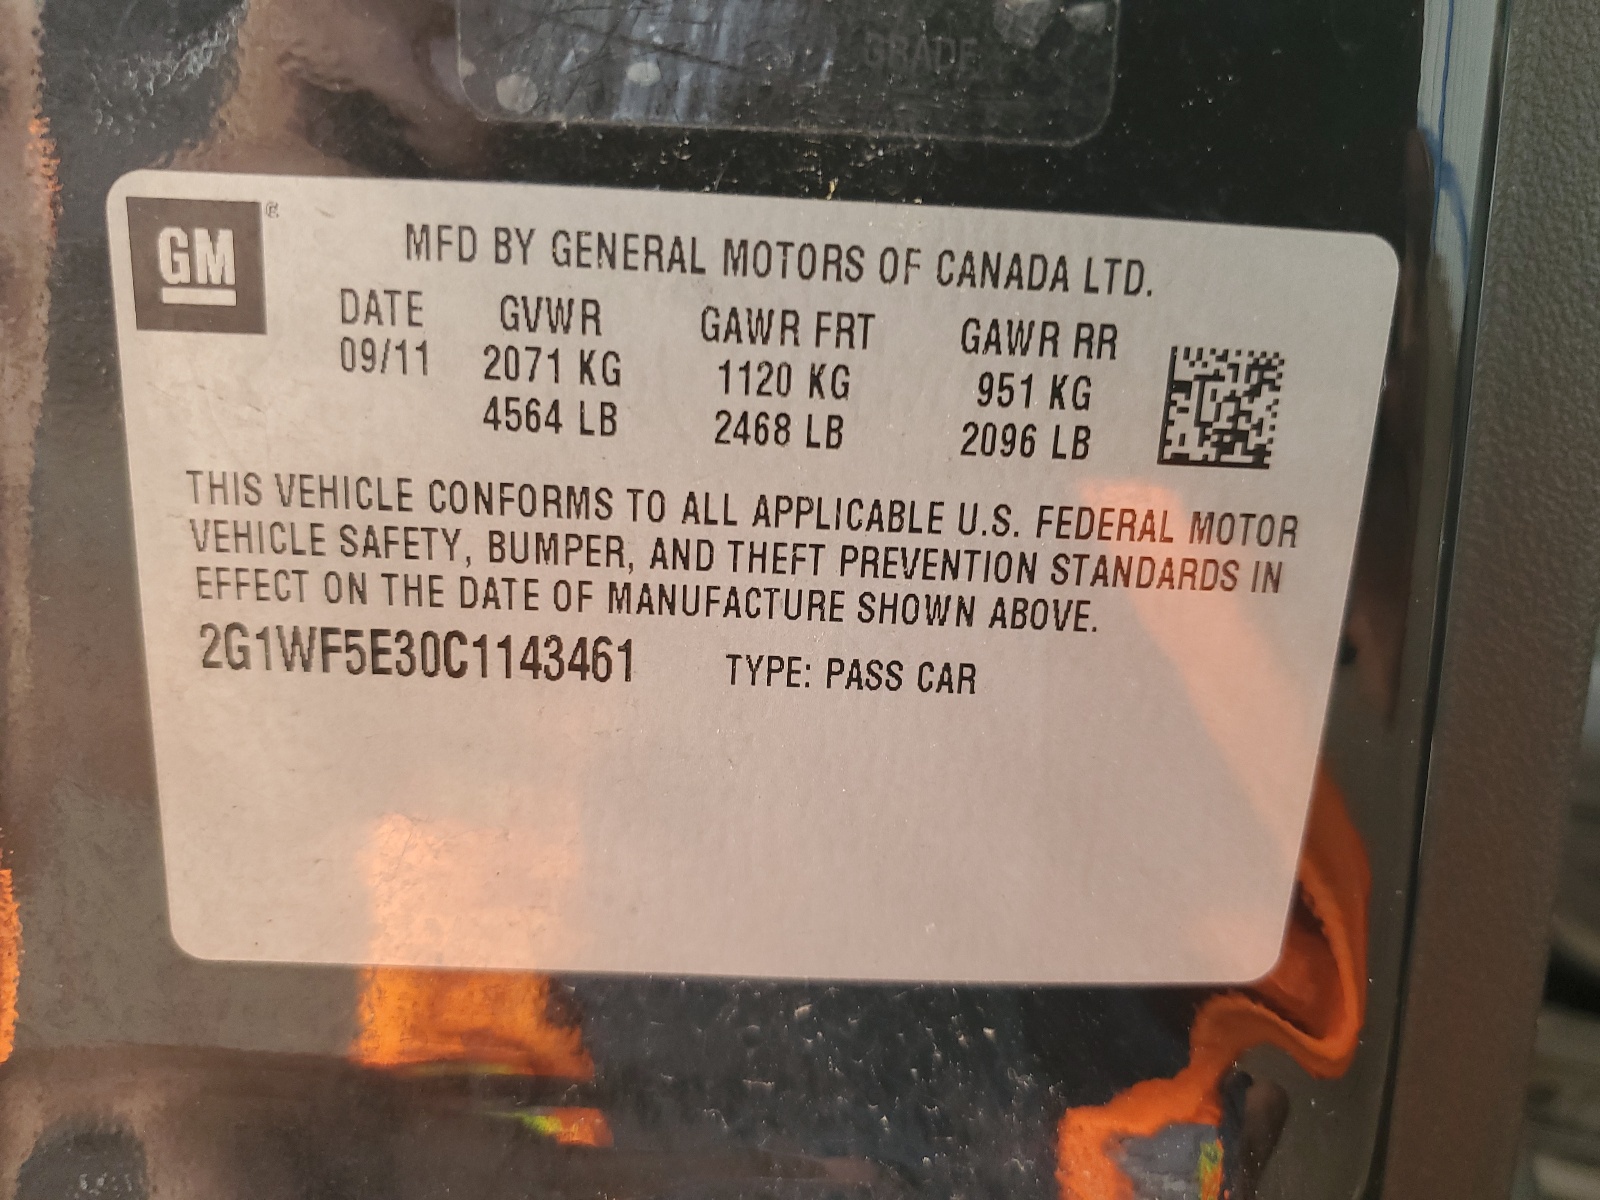 GRADE
GM
MFD BY GENERAL MOTORS OF CANADA LTD.
DATE GVWR GAWR FRT GAWR RR
09/11 2071 KG 1120 KG 951 KG
4564 LB 2468 LB 2096 LB
THIS VEHICLE CONFORMS TO ALL APPLICABLE U.S. FEDERAL MOTOR
VEHICLE SAFETY, BUMPER, AND THEFT PREVENTION STANDARDS IN
EFFECT ON THE DATE OF MANUFACTURE SHOWN ABOVE.
2G1WF5E30C1143461 TYPE: PASS CAR